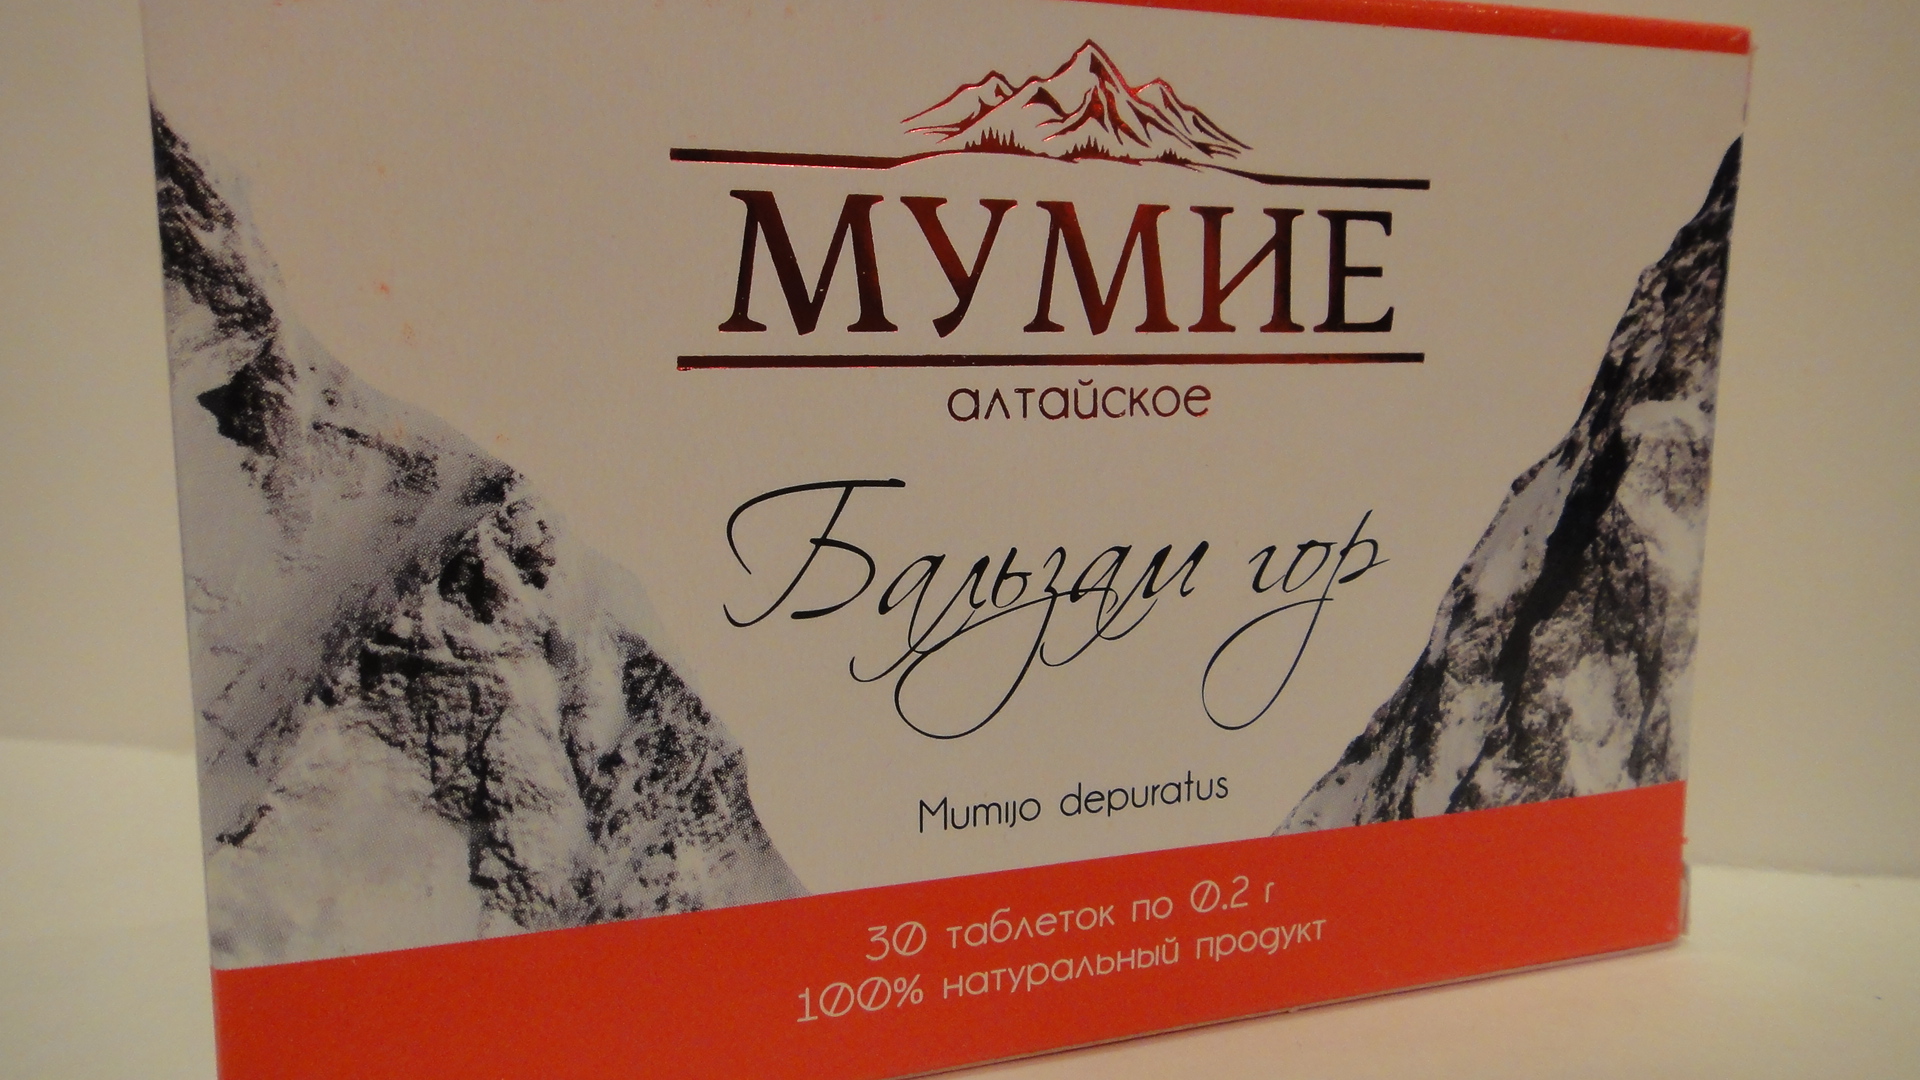 МУМИЕ
алтайское
Бальзам гор
Mumijo depuratus
30 таблеток по 0.2 г
100% натуральный продукт